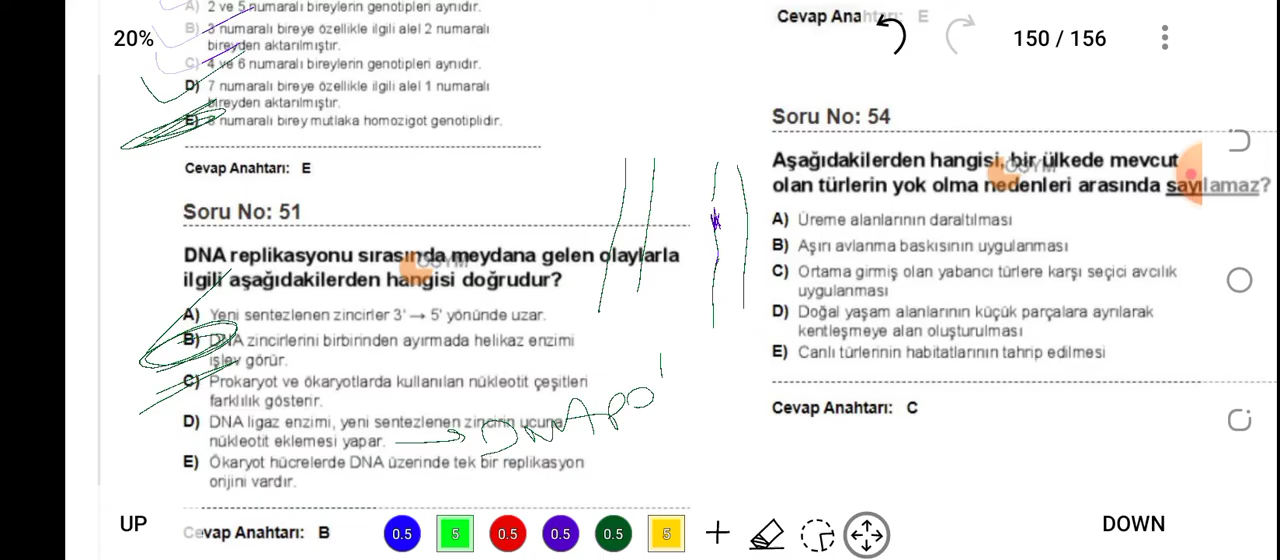 A) 2 ve 5 numaralı bireylerin genotipleri aynıdır.
B) 3 numaralı bireye özellikle ilgili alel 2 numaralı
bireyden aktarılmıştır.
C) 4 ve 6 numaralı bireylerin genotipleri aynıdır.
D) 7 numaralı bireye özellikle ilgili alel 1 numaralı
bireyden aktarılmıştır.
E) numaralı birey mutlaka homozigot genotiplidir.
Cevap Anahtarı: E
Soru No: 51
DNA replikasyonu sırasında meydana gelen olaylarla
ilgili aşağıdakilerden hangisi doğrudur?
A) Yeni sentezlenen zincirler 3' → 5' yönünde uzar.
B) DNA zincirlerini birbirinden ayırmada helikaz enzimi
işlev görür.
C) Prokaryot ve ökaryotlarda kullanılan nükleotit çeşitleri
farklılık gösterir.
D) DNA ligaz enzimi, yeni sentezlenen zincirin ucuna
nükleotit eklemesi yapar.
E) Ökaryot hücrelerde DNA üzerinde tek bir replikasyon
orijini vardır.
Cevap Anahtarı: B
20%
UP
0.5 5 0.5 0.5 0.5 5
Cevap Anahtarı: E
150 / 156
Soru No: 54
Aşağıdakilerden hangisi, bir ülkede mevcut
olan türlerin yok olma nedenleri arasında sayılamaz?
A) Üreme alanlarının daraltılması
B) Aşırı avlanma baskısının uygulanması
C) Ortama girmiş olan yabancı türlere karşı seçici avcılık
uygulanması
D) Doğal yaşam alanlarının küçük parçalara ayrılarak
kentleşmeye alan oluşturulması
E) Canlı türlerinin habitatlarının tahrip edilmesi
Cevap Anahtarı: C
DOWN